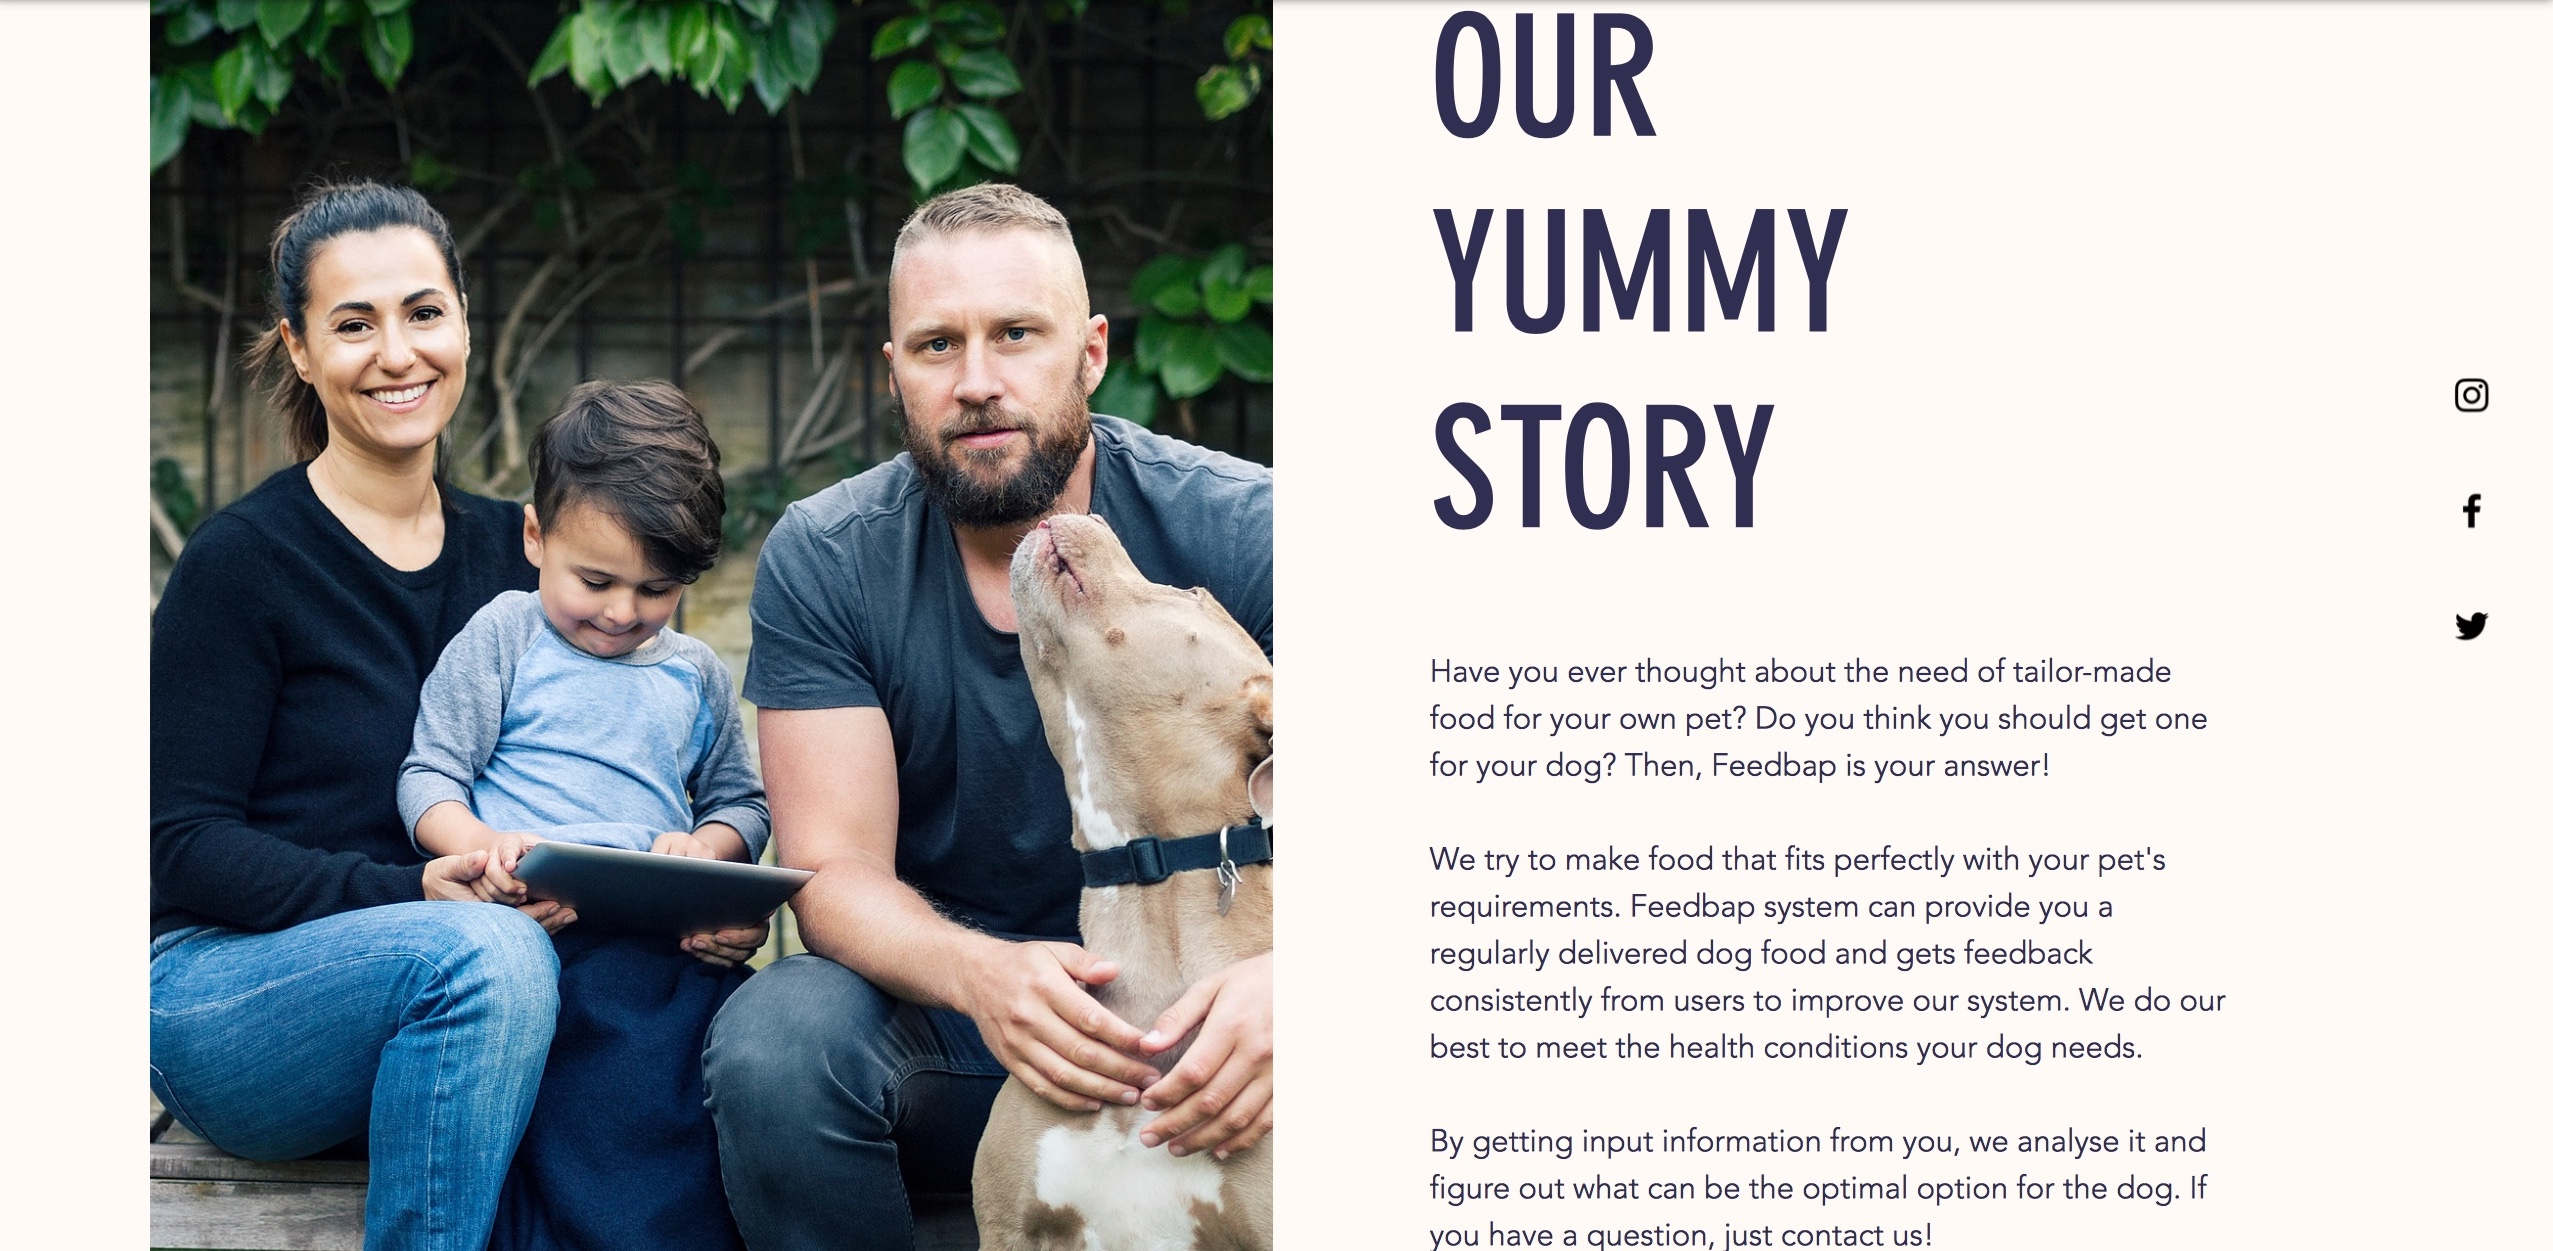 OUR
YUMMY
STORY
Have you ever thought about the need of tailor-made
food for your own pet? Do you think you should get one
for your dog? Then, Feedbap is your answer!
We try to make food that fits perfectly with your pet's
requirements. Feedbap system can provide you a
regularly delivered dog food and gets feedback
consistently from users to improve our system. We do our
best to meet the health conditions your dog needs.
By getting input information from you, we analyse it and
figure out what can be the optimal option for the dog. If
you have a question, just contact us!